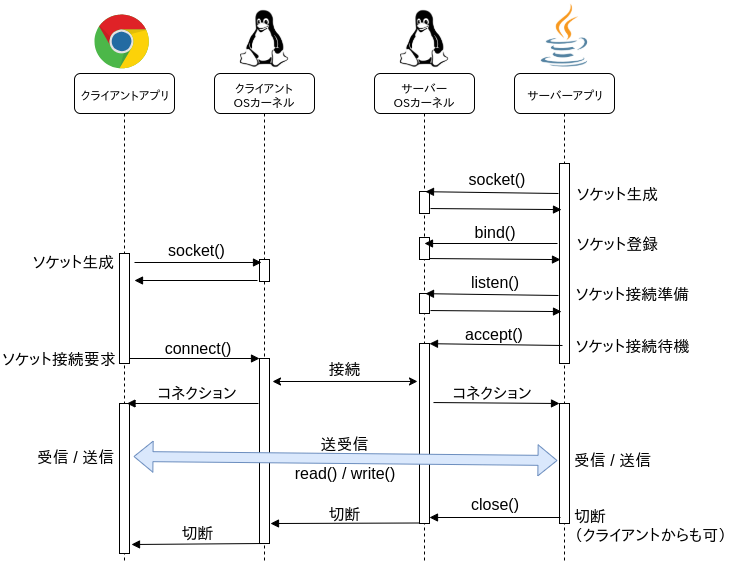 クライアントアプリ
クライアント
OSカーネル
サーバー
OSカーネル
サーバーアプリ
socket()
ソケット生成
bind()
ソケット登録
socket()
ソケット生成
listen()
ソケット接続準備
accept()
ソケット接続待機
connect()
ソケット接続要求
接続
コネクション
コネクション
送受信
受信 / 送信
受信 / 送信
read() / write()
close()
切断
切断
（クライアントからも可）
切断